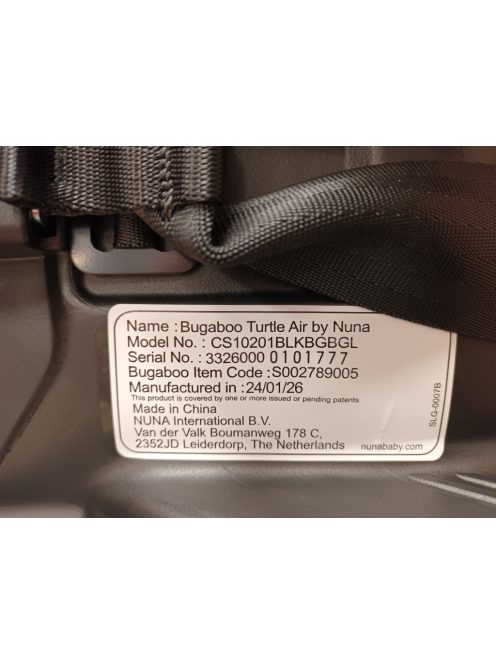 Name : Bugaboo Turtle Air by Nuna
Model No. : CS10201BLKBGBGL
Serial No. : 3326000 0101777
Bugaboo Item Code : S002789005
Manufactured in : 24/01/26
This product is covered by one or more issued or pending patents
Made in China
NUNA International B.V.
Van der Valk Boumanweg 178 C,
2352JD Leiderdorp, The Netherlands
nunababy.com
SLG-0007B